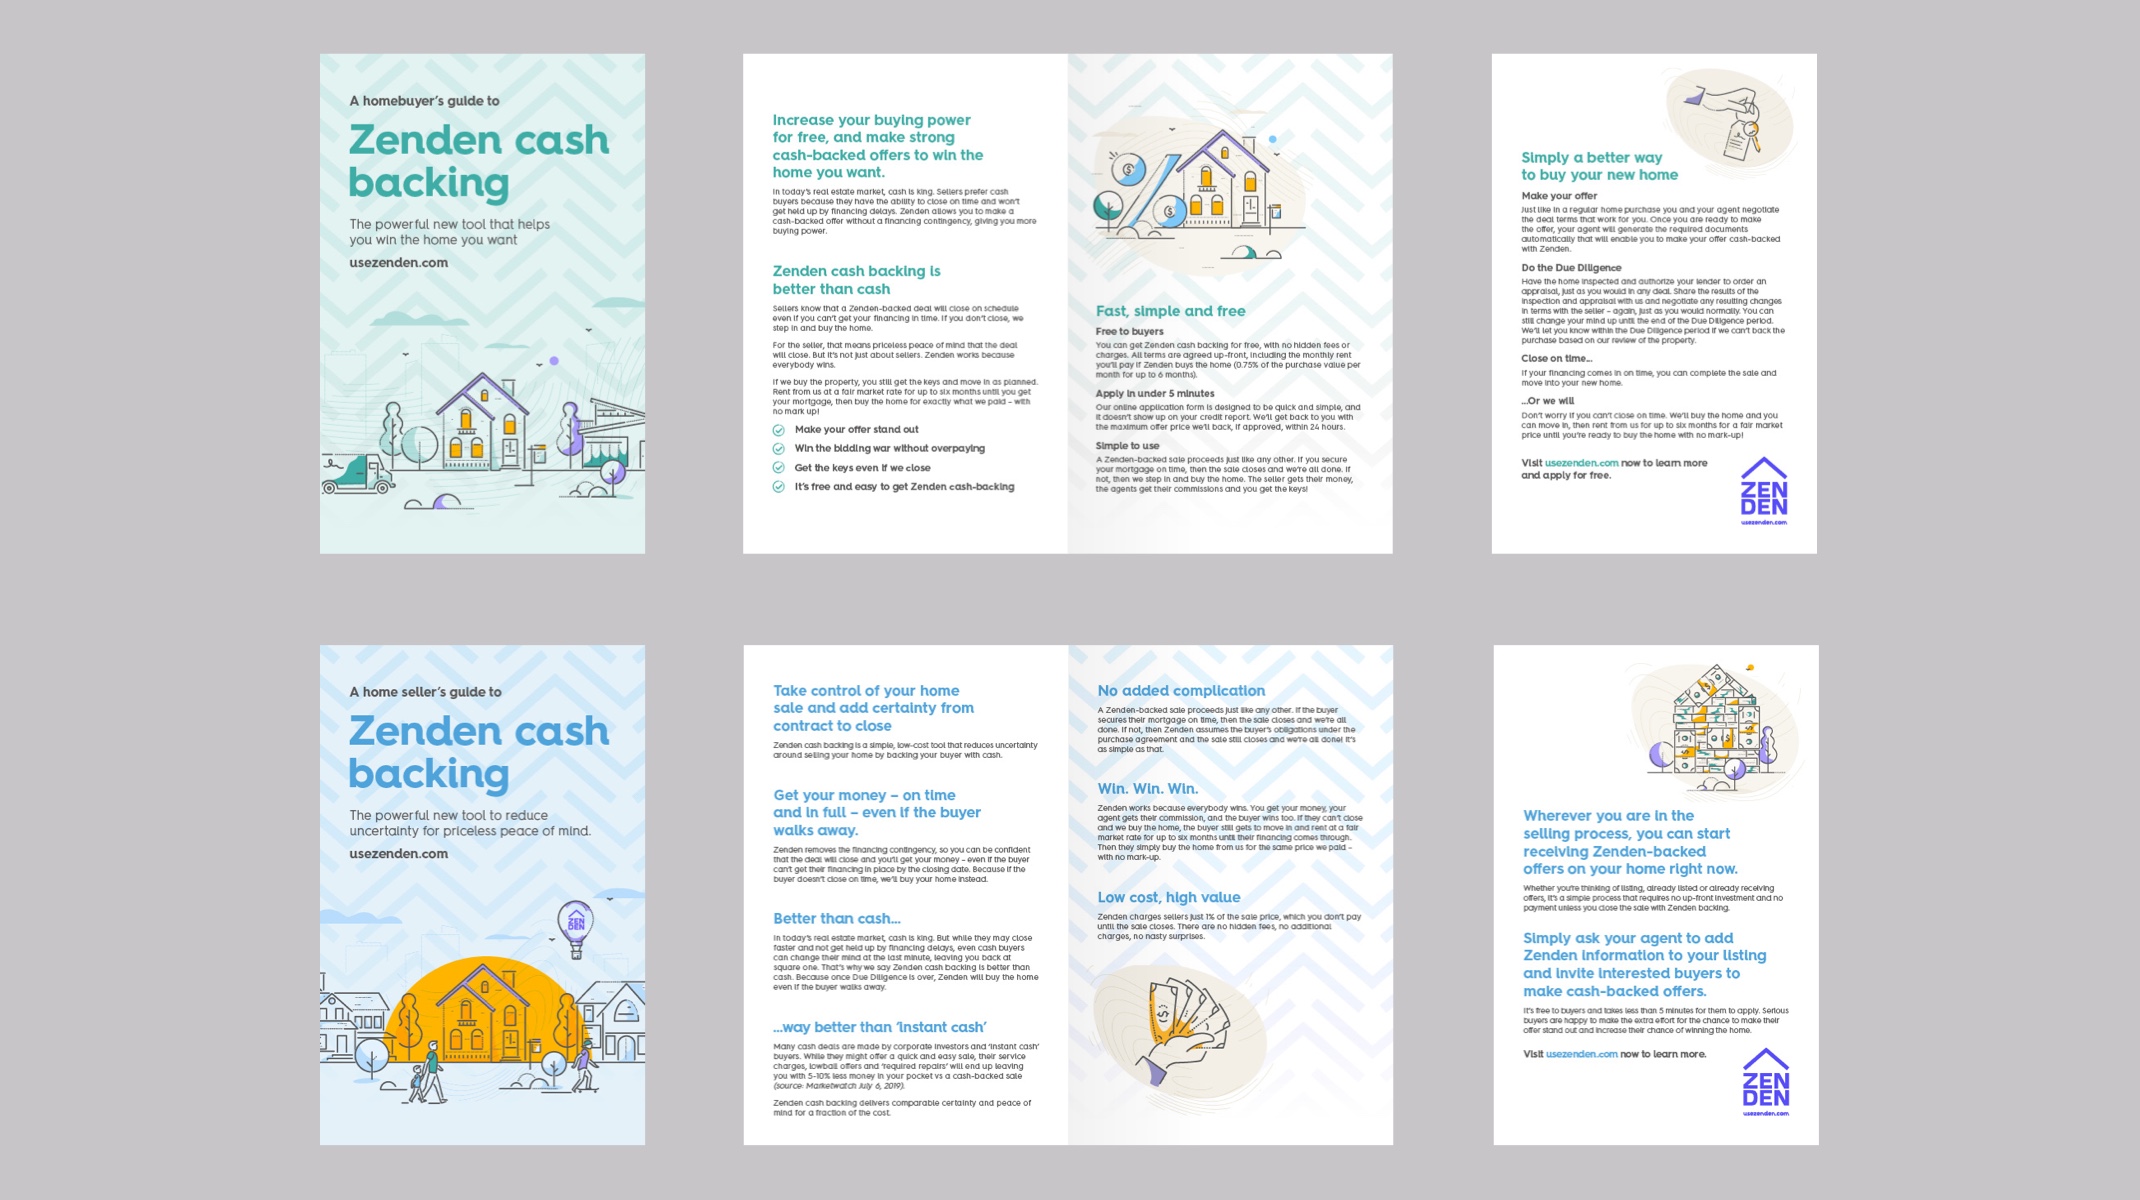 A homebuyer's guide to
Zenden cash
backing
The powerful new tool that helps
you win the home you want
usezenden.com
Increase your buying power
for free, and make strong
cash-backed offers to win the
home you want.
In today's real estate market, cash is king. Sellers prefer cash
buyers because they have the ability to close on time and won't
get held up by financing delays. Zenden allows you to make a
cash-backed offer without a financing contingency, giving you more
buying power.
Zenden cash backing is
better than cash
Sellers know that a Zenden-backed deal will close on schedule
even if you can't get your financing in time. If you don't close, we
step in and buy the home.
For the seller, that means priceless peace of mind that the deal
will close. But it's not just about sellers. Zenden works because
everybody wins.
If we buy the property, you still get the keys and move in as planned.
Rent from us at a fair market rate for up to six months until you get
your mortgage, then buy the home for exactly what we paid – with
no mark up!
Make your offer stand out
Win the bidding war without overpaying
Get the keys even if we close
It's free and easy to get Zenden cash-backing
Fast, simple and free
Free to buyers
You can get Zenden cash backing for free, with no hidden fees or
charges. All terms are agreed up-front, including the monthly rent
you'll pay if Zenden buys the home (0.75% of the purchase value per
month for up to 6 months).
Apply in under 5 minutes
Our online application form is designed to be quick and simple, and
it doesn't show up on your credit report. We'll get back to you with
the maximum offer price we'll back, if approved, within 24 hours.
Simple to use
A Zenden-backed sale proceeds just like any other. If you secure
your mortgage on time, then the sale closes and we're all done. If
not, then we step in and buy the home. The seller gets their money,
the agents get their commissions and you get the keys!
Simply a better way
to buy your new home
Make your offer
Just like in a regular home purchase you and your agent negotiate
the deal terms that work for you. Once you are ready to make
the offer, your agent will generate the required documents
automatically that will enable you to make your offer cash-backed
with Zenden.
Do the Due Diligence
Have the home inspected and authorize your lender to order an
appraisal, just as you would in any deal. Share the results of the
inspection and appraisal with us and negotiate any resulting changes
in terms with the seller – again, just as you would normally. You can
still change your mind up until the end of the Due Diligence period.
We'll let you know within the Due Diligence period if we can't back the
purchase based on our review of the property.
Close on time...
If your financing comes in on time, you can complete the sale and
move into your new home.
...Or we will
Don't worry if you can't close on time. We'll buy the home and you
can move in, then rent from us for up to six months for a fair market
price until you're ready to buy the home with no mark-up!
Visit usezenden.com now to learn more
and apply for free.
ZEN
DEN
usezenden.com
A home seller's guide to
Zenden cash
backing
The powerful new tool to reduce
uncertainty for priceless peace of mind.
usezenden.com
ZEN
DEN
Take control of your home
sale and add certainty from
contract to close
Zenden cash backing is a simple, low-cost tool that reduces uncertainty
around selling your home by backing your buyer with cash.
Get your money – on time
and in full – even if the buyer
walks away.
Zenden removes the financing contingency, so you can be confident
that the deal will close and you'll get your money – even if the buyer
can't get their financing in place by the closing date. Because if the
buyer doesn't close on time, we'll buy your home instead.
Better than cash...
In today's real estate market, cash is king. But while they may close
faster and not get held up by financing delays, even cash buyers
can change their mind at the last minute, leaving you back at
square one. That's why we say Zenden cash backing is better than
cash. Because once Due Diligence is over, Zenden will buy the home
even if the buyer walks away.
...way better than 'instant cash'
Many cash deals are made by corporate investors and 'instant cash'
buyers. While they might offer a quick and easy sale, their service
charges, lowball offers and 'required repairs' will end up leaving
you with 5-10% less money in your pocket vs a cash-backed sale
(source: Marketwatch July 6, 2019).
Zenden cash backing delivers comparable certainty and peace of
mind for a fraction of the cost.
No added complication
A Zenden-backed sale proceeds just like any other. If the buyer
secures their mortgage on time, then the sale closes and we're all
done. If not, then Zenden assumes the buyer's obligations under the
purchase agreement and the sale still closes and we're all done! It's
as simple as that.
Win. Win. Win.
Zenden works because everybody wins. You get your money, your
agent gets their commission, and the buyer wins too. If they can't close
and we buy the home, the buyer still gets to move in and rent at a fair
market rate for up to six months until their financing comes through.
Then they simply buy the home from us for the same price we paid –
with no mark-up.
Low cost, high value
Zenden charges sellers just 1% of the sale price, which you don't pay
until the sale closes. There are no hidden fees, no additional
charges, no nasty surprises.
Wherever you are in the
selling process, you can start
receiving Zenden-backed
offers on your home right now.
Whether you're thinking of listing, already listed or already receiving
offers, it's a simple process that requires no up-front investment and no
payment unless you close the sale with Zenden backing.
Simply ask your agent to add
Zenden information to your listing
and invite interested buyers to
make cash-backed offers.
It's free to buyers and takes less than 5 minutes for them to apply. Serious
buyers are happy to make the extra effort for the chance to make their
offer stand out and increase their chance of winning the home.
Visit usezenden.com now to learn more.
ZEN
DEN
usezenden.com